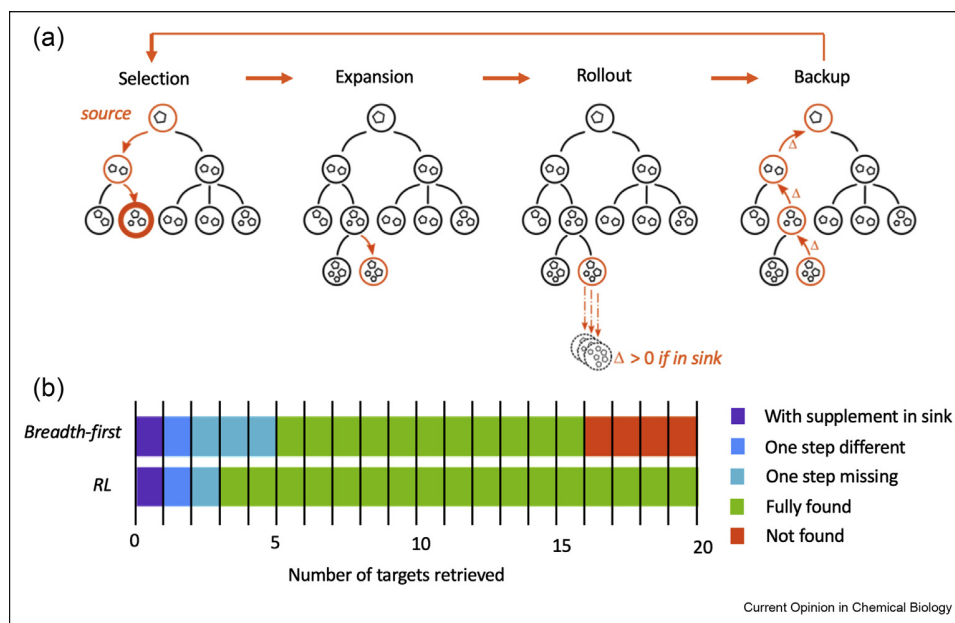 (a)
Selection
Expansion
Rollout
Backup
source
Δ
Δ
Δ
Δ > 0 if in sink
(b)
Breadth-first
RL
0
5
10
15
20
Number of targets retrieved
With supplement in sink
One step different
One step missing
Fully found
Not found
Current Opinion in Chemical Biology